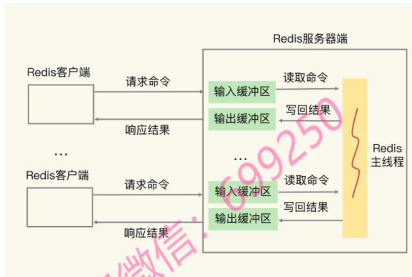 Redis服务器端
Redis客户端
请求命令
输入缓冲区
读取命令
输出缓冲区
写回结果
响应结果
Redis
主线程
...
...
Redis客户端
请求命令
输入缓冲区
读取命令
输出缓冲区
写回结果
响应结果
微信：699250